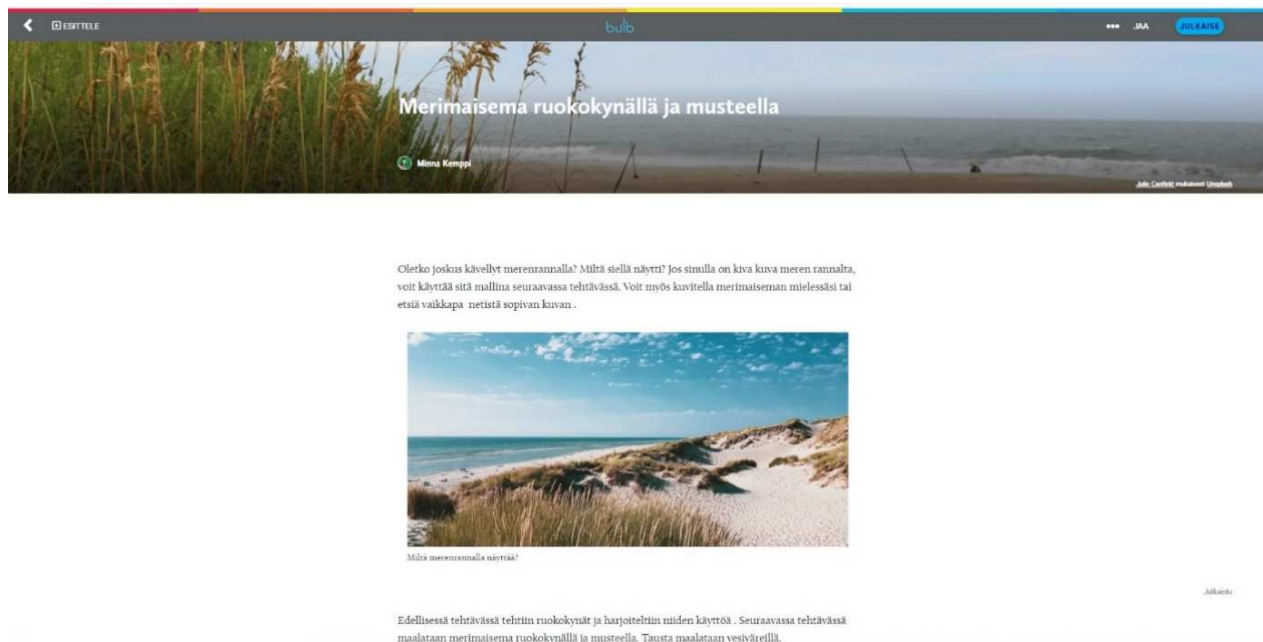 ESITTELE
bulb
JAA
JULKAISE
Merimaisema ruokokynällä ja musteella
Minna Kemppi
mukaisesti Unsplash
Oletko joskus kävellyt merenrannalla? Miltä siellä näytti? Jos sinulla on kiva kuva meren rannalta,
voit käyttää sitä mallina seuraavassa tehtävässä. Voit myös kuvitella merimaiseman mielessäsi tai
etsiä vaikkapa netistä sopivan kuvan .
Miltä merenrannalla näyttää?
Julkaistu
Edellisessä tehtävässä tehtiin ruokokynät ja harjoiteltiin niiden käyttöä . Seuraavassa tehtävässä
maalataan merimaisema ruokokynällä ja musteella. Tausta maalataan vesiväreillä.